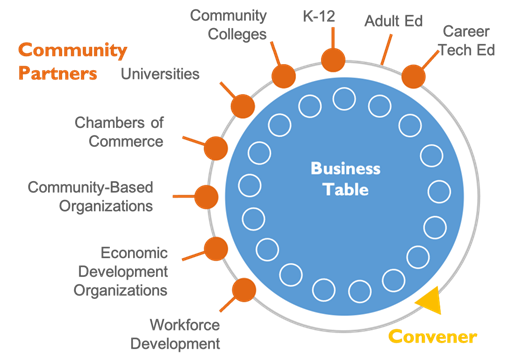 Community
Partners
Community
Colleges
K-12
Adult Ed
Career
Tech Ed
Universities
Chambers of
Commerce
Community-Based
Organizations
Economic
Development
Organizations
Workforce
Development
Business
Table
Convener